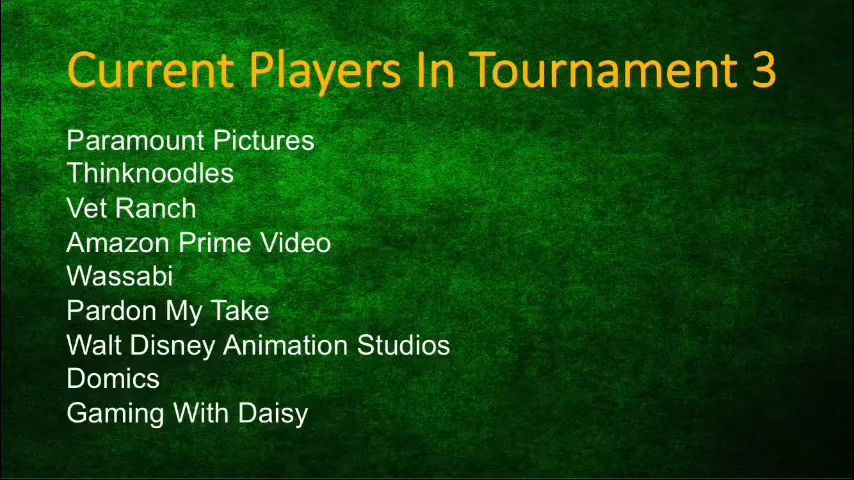 Current Players In Tournament 3
Paramount Pictures
Thinknoodles
Vet Ranch
Amazon Prime Video
Wassabi
Pardon My Take
Walt Disney Animation Studios
Domics
Gaming With Daisy